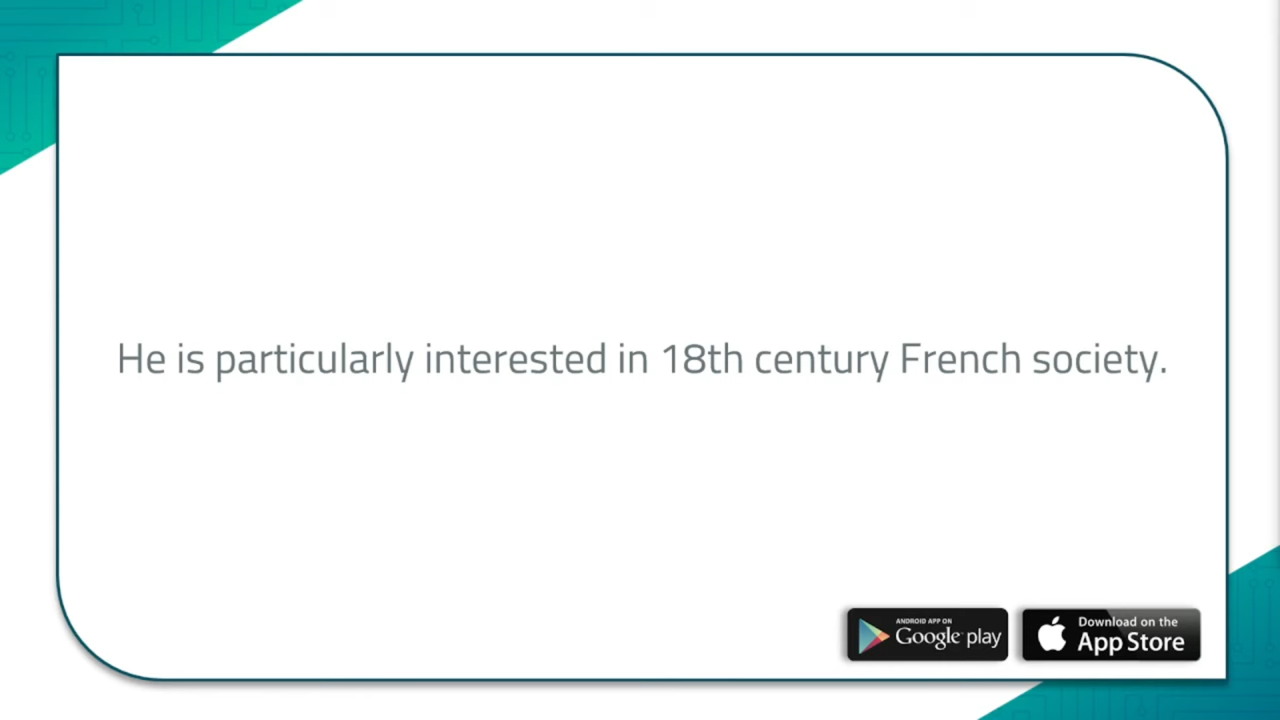 He is particularly interested in 18th century French society.
ANDROID APP ON
Google play
Download on the
App Store